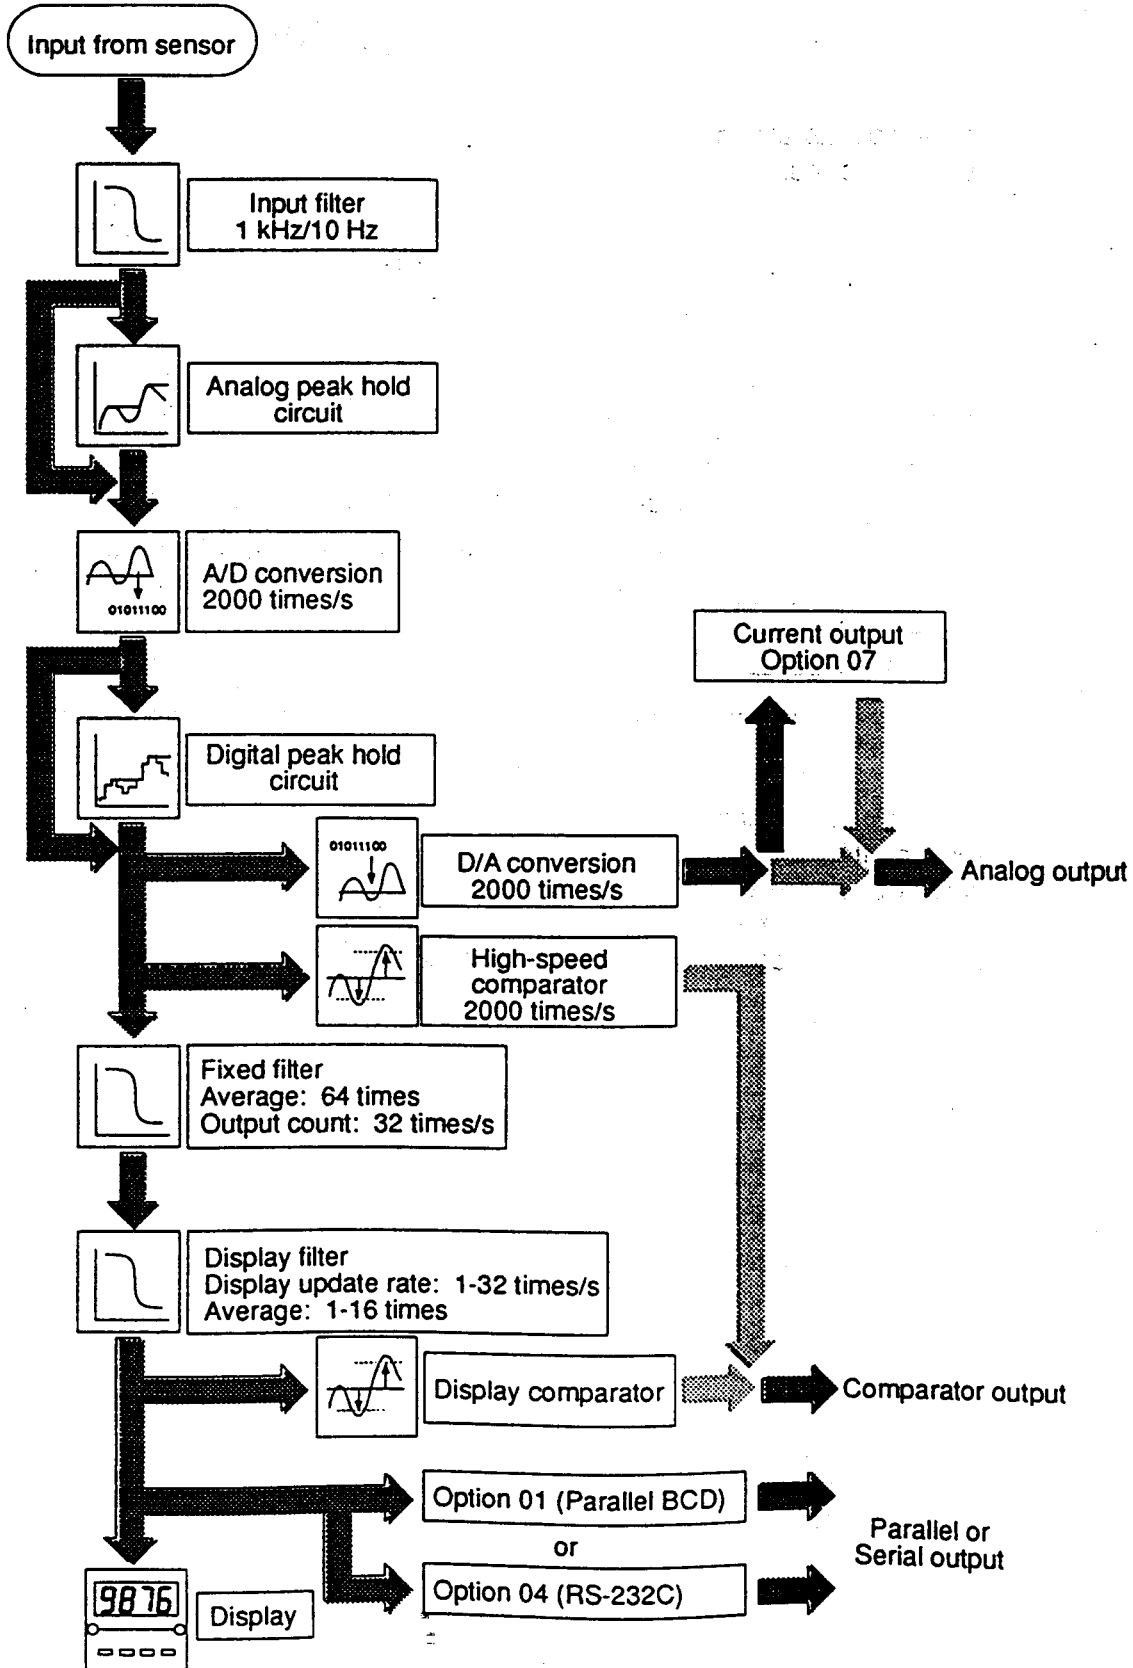 Input from sensor
Input filter
1 kHz/10 Hz
Analog peak hold
circuit
01011100
A/D conversion
2000 times/s
Current output
Option 07
Digital peak hold
circuit
01011100
D/A conversion
2000 times/s
Analog output
High-speed
comparator
2000 times/s
Fixed filter
Average: 64 times
Output count: 32 times/s
Display filter
Display update rate: 1-32 times/s
Average: 1-16 times
Display comparator
Comparator output
Option 01 (Parallel BCD)
or
Option 04 (RS-232C)
Parallel or
Serial output
9876
Display